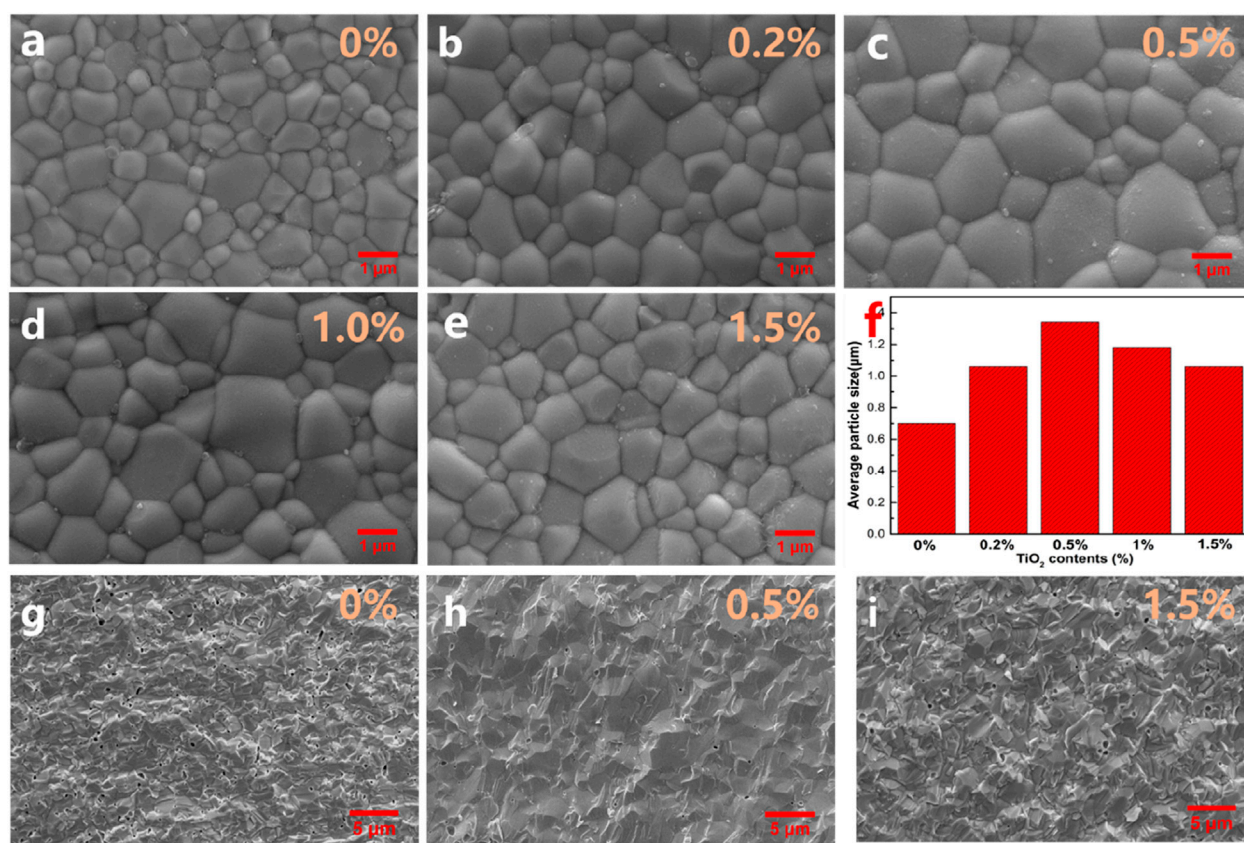 a 0%
1 μm
b 0.2%
1 μm
c 0.5%
1 μm
d 1.0%
1 μm
e 1.5%
1 μm
f
Average particle size(μm)
1.4
1.2
1.0
0.8
0.6
0.4
0.2
0.0
0% 0.2% 0.5% 1% 1.5%
TiO₂ contents (%)
g 0%
5 μm
h 0.5%
5 μm
i 1.5%
5 μm